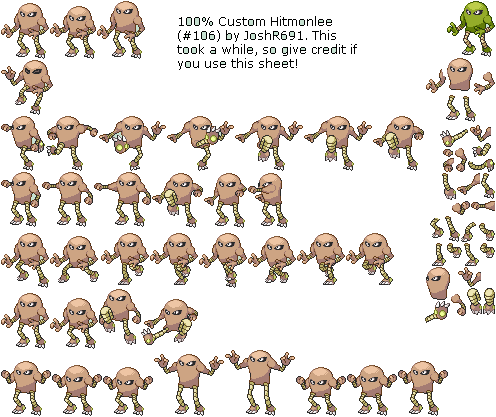 100% Custom Hitmonlee
(#106) by JoshR691. This
took a while, so give credit if
you use this sheet!